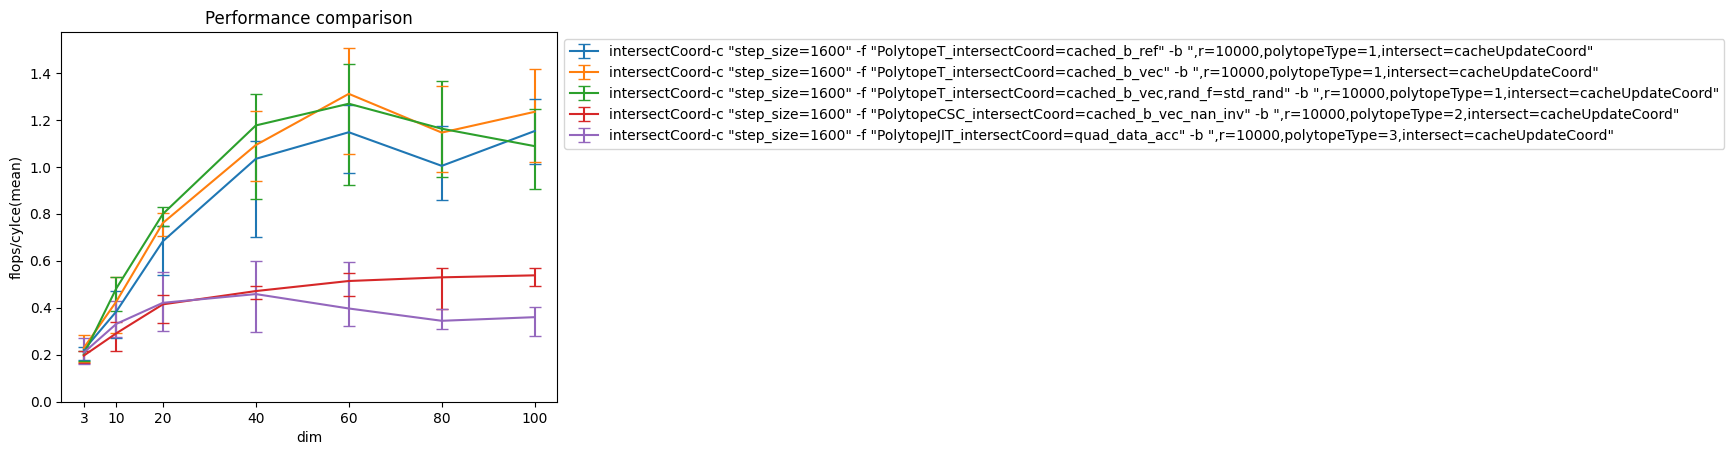 Performance comparison
flops/cylce(mean)
1.4
1.2
1.0
0.8
0.6
0.4
0.2
0.0
3 10 20 40 60 80 100
dim
intersectCoord-c "step_size=1600" -f "PolytopeT_intersectCoord=cached_b_ref" -b ",r=10000,polytopeType=1,intersect=cacheUpdateCoord"
intersectCoord-c "step_size=1600" -f "PolytopeT_intersectCoord=cached_b_vec" -b ",r=10000,polytopeType=1,intersect=cacheUpdateCoord"
intersectCoord-c "step_size=1600" -f "PolytopeT_intersectCoord=cached_b_vec,rand_f=std_rand" -b ",r=10000,polytopeType=1,intersect=cacheUpdateCoord"
intersectCoord-c "step_size=1600" -f "PolytopeCSC_intersectCoord=cached_b_vec_nan_inv" -b ",r=10000,polytopeType=2,intersect=cacheUpdateCoord"
intersectCoord-c "step_size=1600" -f "PolytopeJIT_intersectCoord=quad_data_acc" -b ",r=10000,polytopeType=3,intersect=cacheUpdateCoord"